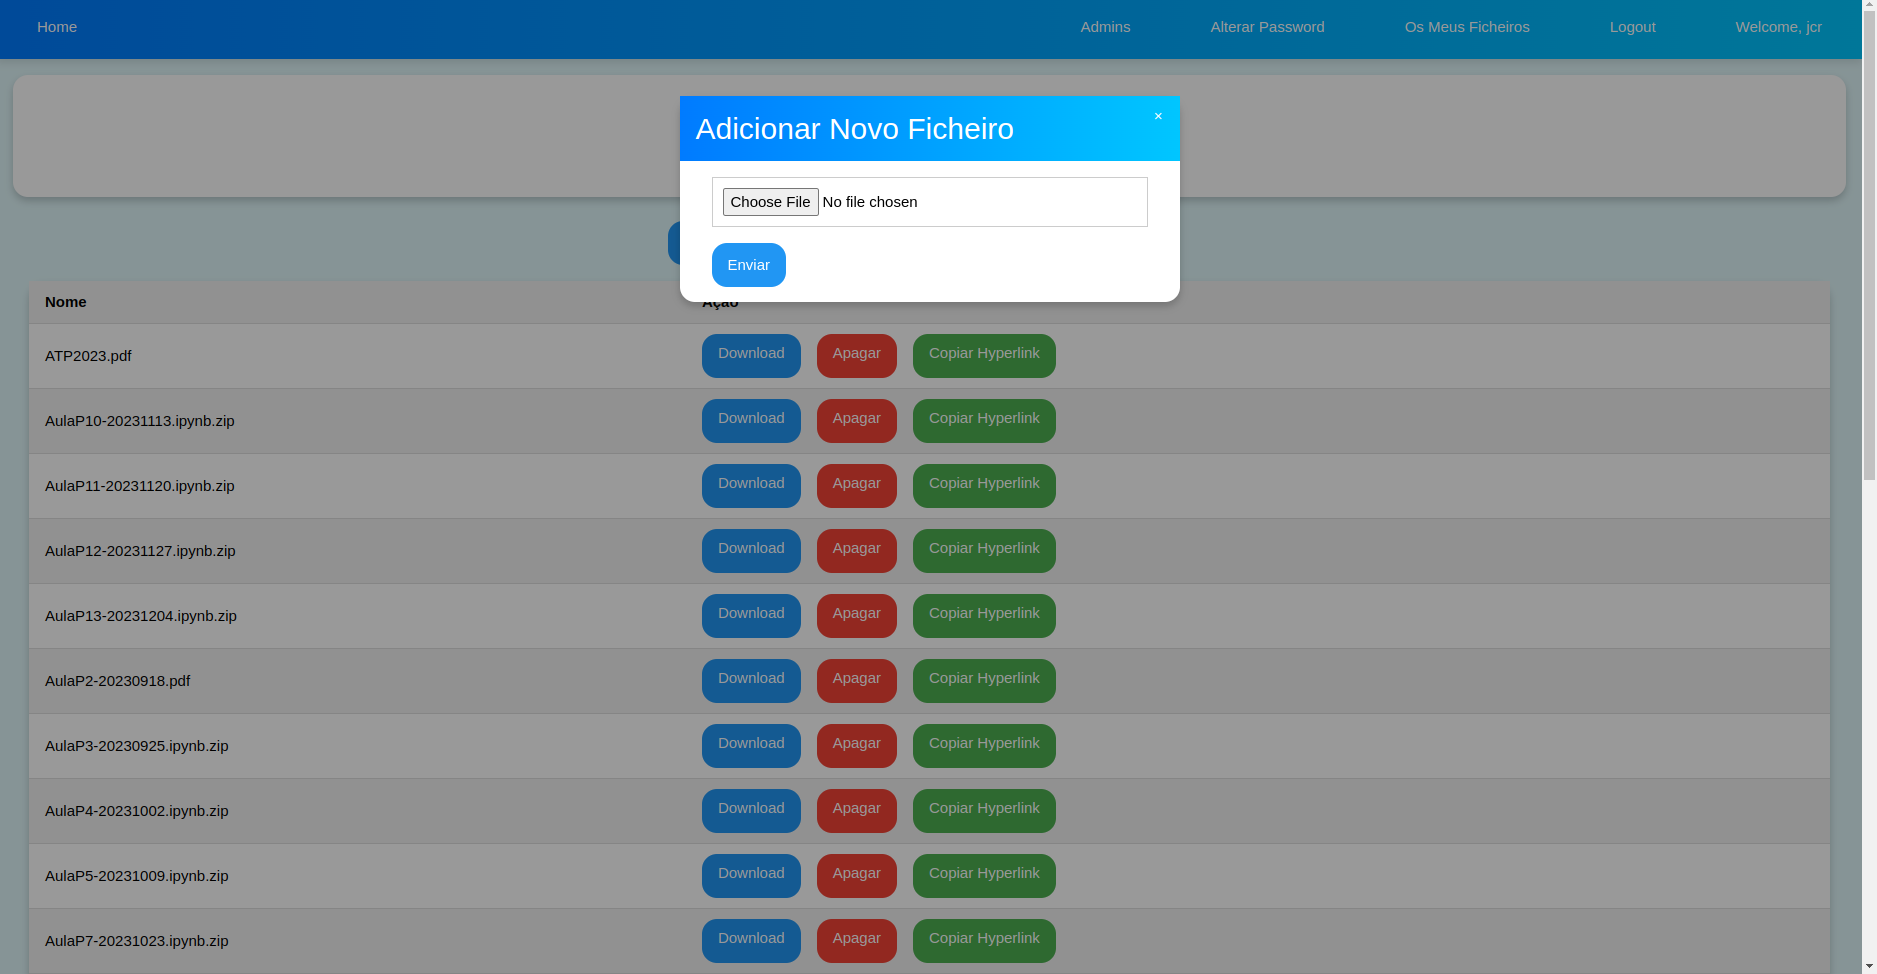 Home Admins Alterar Password Os Meus Ficheiros Logout Welcome, jcr
Adicionar Novo Ficheiro ×
Choose File No file chosen
Enviar
Nome Ação
ATP2023.pdf Download Apagar Copiar Hyperlink
AulaP10-20231113.ipynb.zip Download Apagar Copiar Hyperlink
AulaP11-20231120.ipynb.zip Download Apagar Copiar Hyperlink
AulaP12-20231127.ipynb.zip Download Apagar Copiar Hyperlink
AulaP13-20231204.ipynb.zip Download Apagar Copiar Hyperlink
AulaP2-20230918.pdf Download Apagar Copiar Hyperlink
AulaP3-20230925.ipynb.zip Download Apagar Copiar Hyperlink
AulaP4-20231002.ipynb.zip Download Apagar Copiar Hyperlink
AulaP5-20231009.ipynb.zip Download Apagar Copiar Hyperlink
AulaP7-20231023.ipynb.zip Download Apagar Copiar Hyperlink